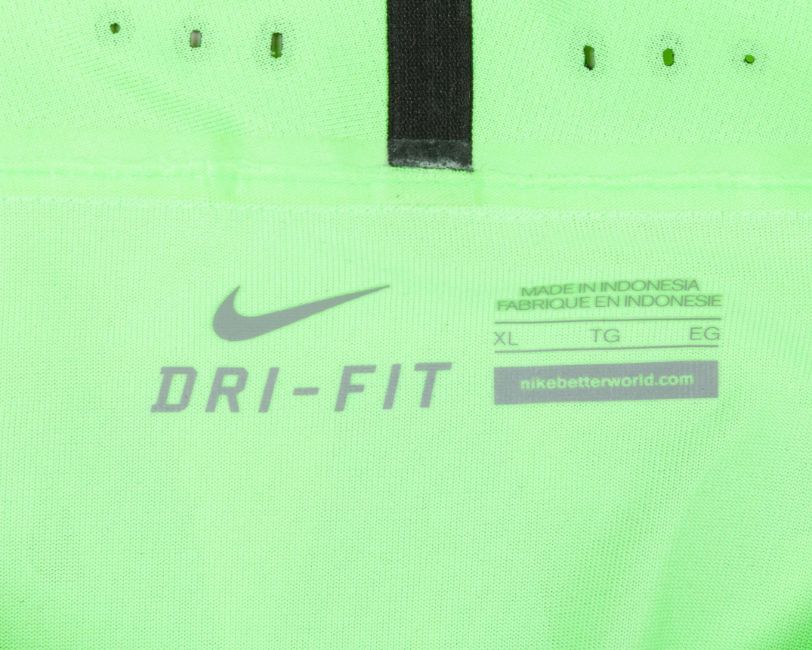 DRI-FIT
MADE IN INDONESIA
FABRIQUE EN INDONESIE
XL TG EG
nikebetterworld.com